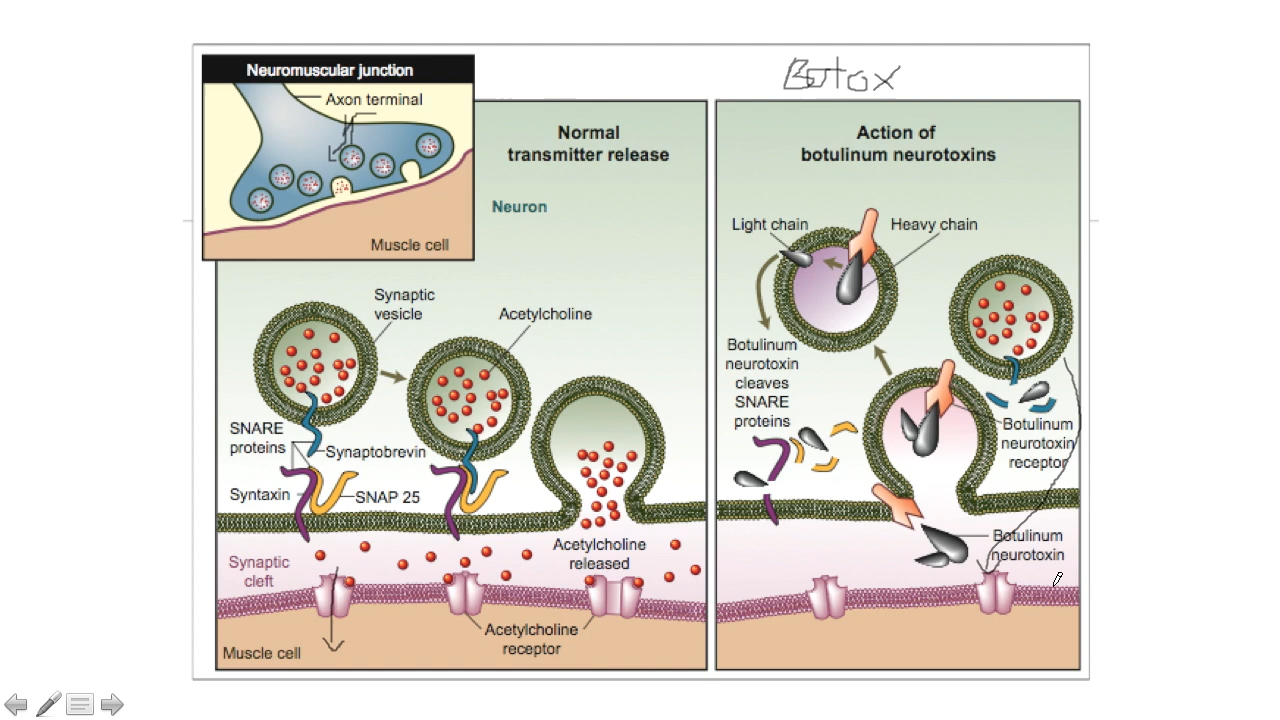 Botox
Neuromuscular junction
Axon terminal
Muscle cell
Normal
transmitter release
Neuron
Synaptic
vesicle
Acetylcholine
SNARE
proteins
Synaptobrevin
Syntaxin
SNAP 25
Synaptic
cleft
Acetylcholine
released
Acetylcholine
receptor
Muscle cell
Action of
botulinum neurotoxins
Light chain
Heavy chain
Botulinum
neurotoxin
cleaves
SNARE
proteins
Botulinum
neurotoxin
receptor
Botulinum
neurotoxin